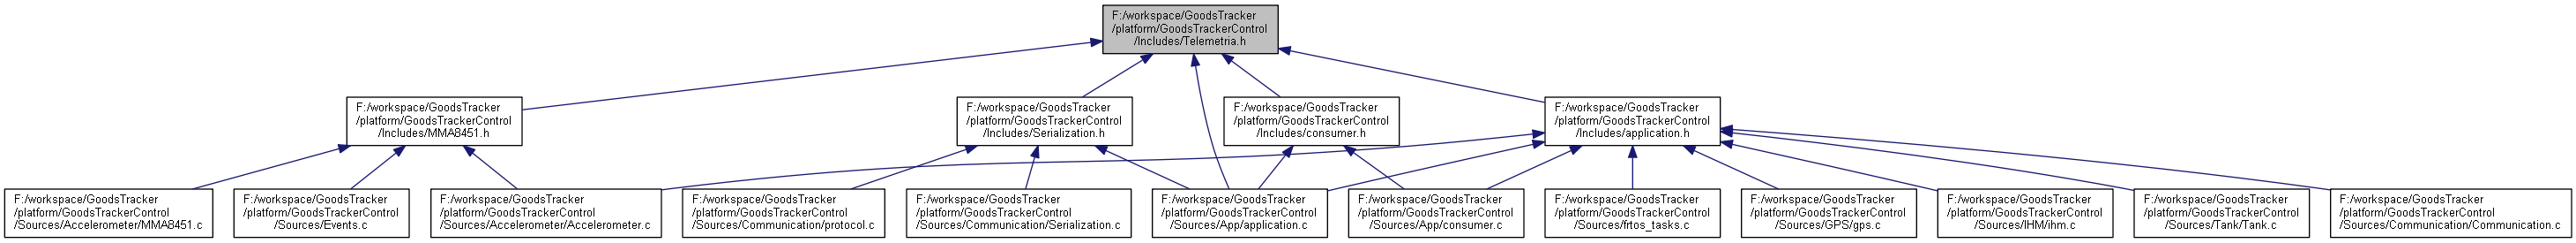 F:/workspace/GoodsTracker
/platform/GoodsTrackerControl
/Includes/Telemetria.h
F:/workspace/GoodsTracker
/platform/GoodsTrackerControl
/Includes/MMA8451.h
F:/workspace/GoodsTracker
/platform/GoodsTrackerControl
/Includes/Serialization.h
F:/workspace/GoodsTracker
/platform/GoodsTrackerControl
/Includes/consumer.h
F:/workspace/GoodsTracker
/platform/GoodsTrackerControl
/Includes/application.h
F:/workspace/GoodsTracker
/platform/GoodsTrackerControl
/Sources/Accelerometer/MMA8451.c
F:/workspace/GoodsTracker
/platform/GoodsTrackerControl
/Sources/Events.c
F:/workspace/GoodsTracker
/platform/GoodsTrackerControl
/Sources/Accelerometer/Accelerometer.c
F:/workspace/GoodsTracker
/platform/GoodsTrackerControl
/Sources/Communication/protocol.c
F:/workspace/GoodsTracker
/platform/GoodsTrackerControl
/Sources/Communication/Serialization.c
F:/workspace/GoodsTracker
/platform/GoodsTrackerControl
/Sources/App/application.c
F:/workspace/GoodsTracker
/platform/GoodsTrackerControl
/Sources/App/consumer.c
F:/workspace/GoodsTracker
/platform/GoodsTrackerControl
/Sources/frtos_tasks.c
F:/workspace/GoodsTracker
/platform/GoodsTrackerControl
/Sources/GPS/gps.c
F:/workspace/GoodsTracker
/platform/GoodsTrackerControl
/Sources/IHM/ihm.c
F:/workspace/GoodsTracker
/platform/GoodsTrackerControl
/Sources/Tank/Tank.c
F:/workspace/GoodsTracker
/platform/GoodsTrackerControl
/Sources/Communication/Communication.c